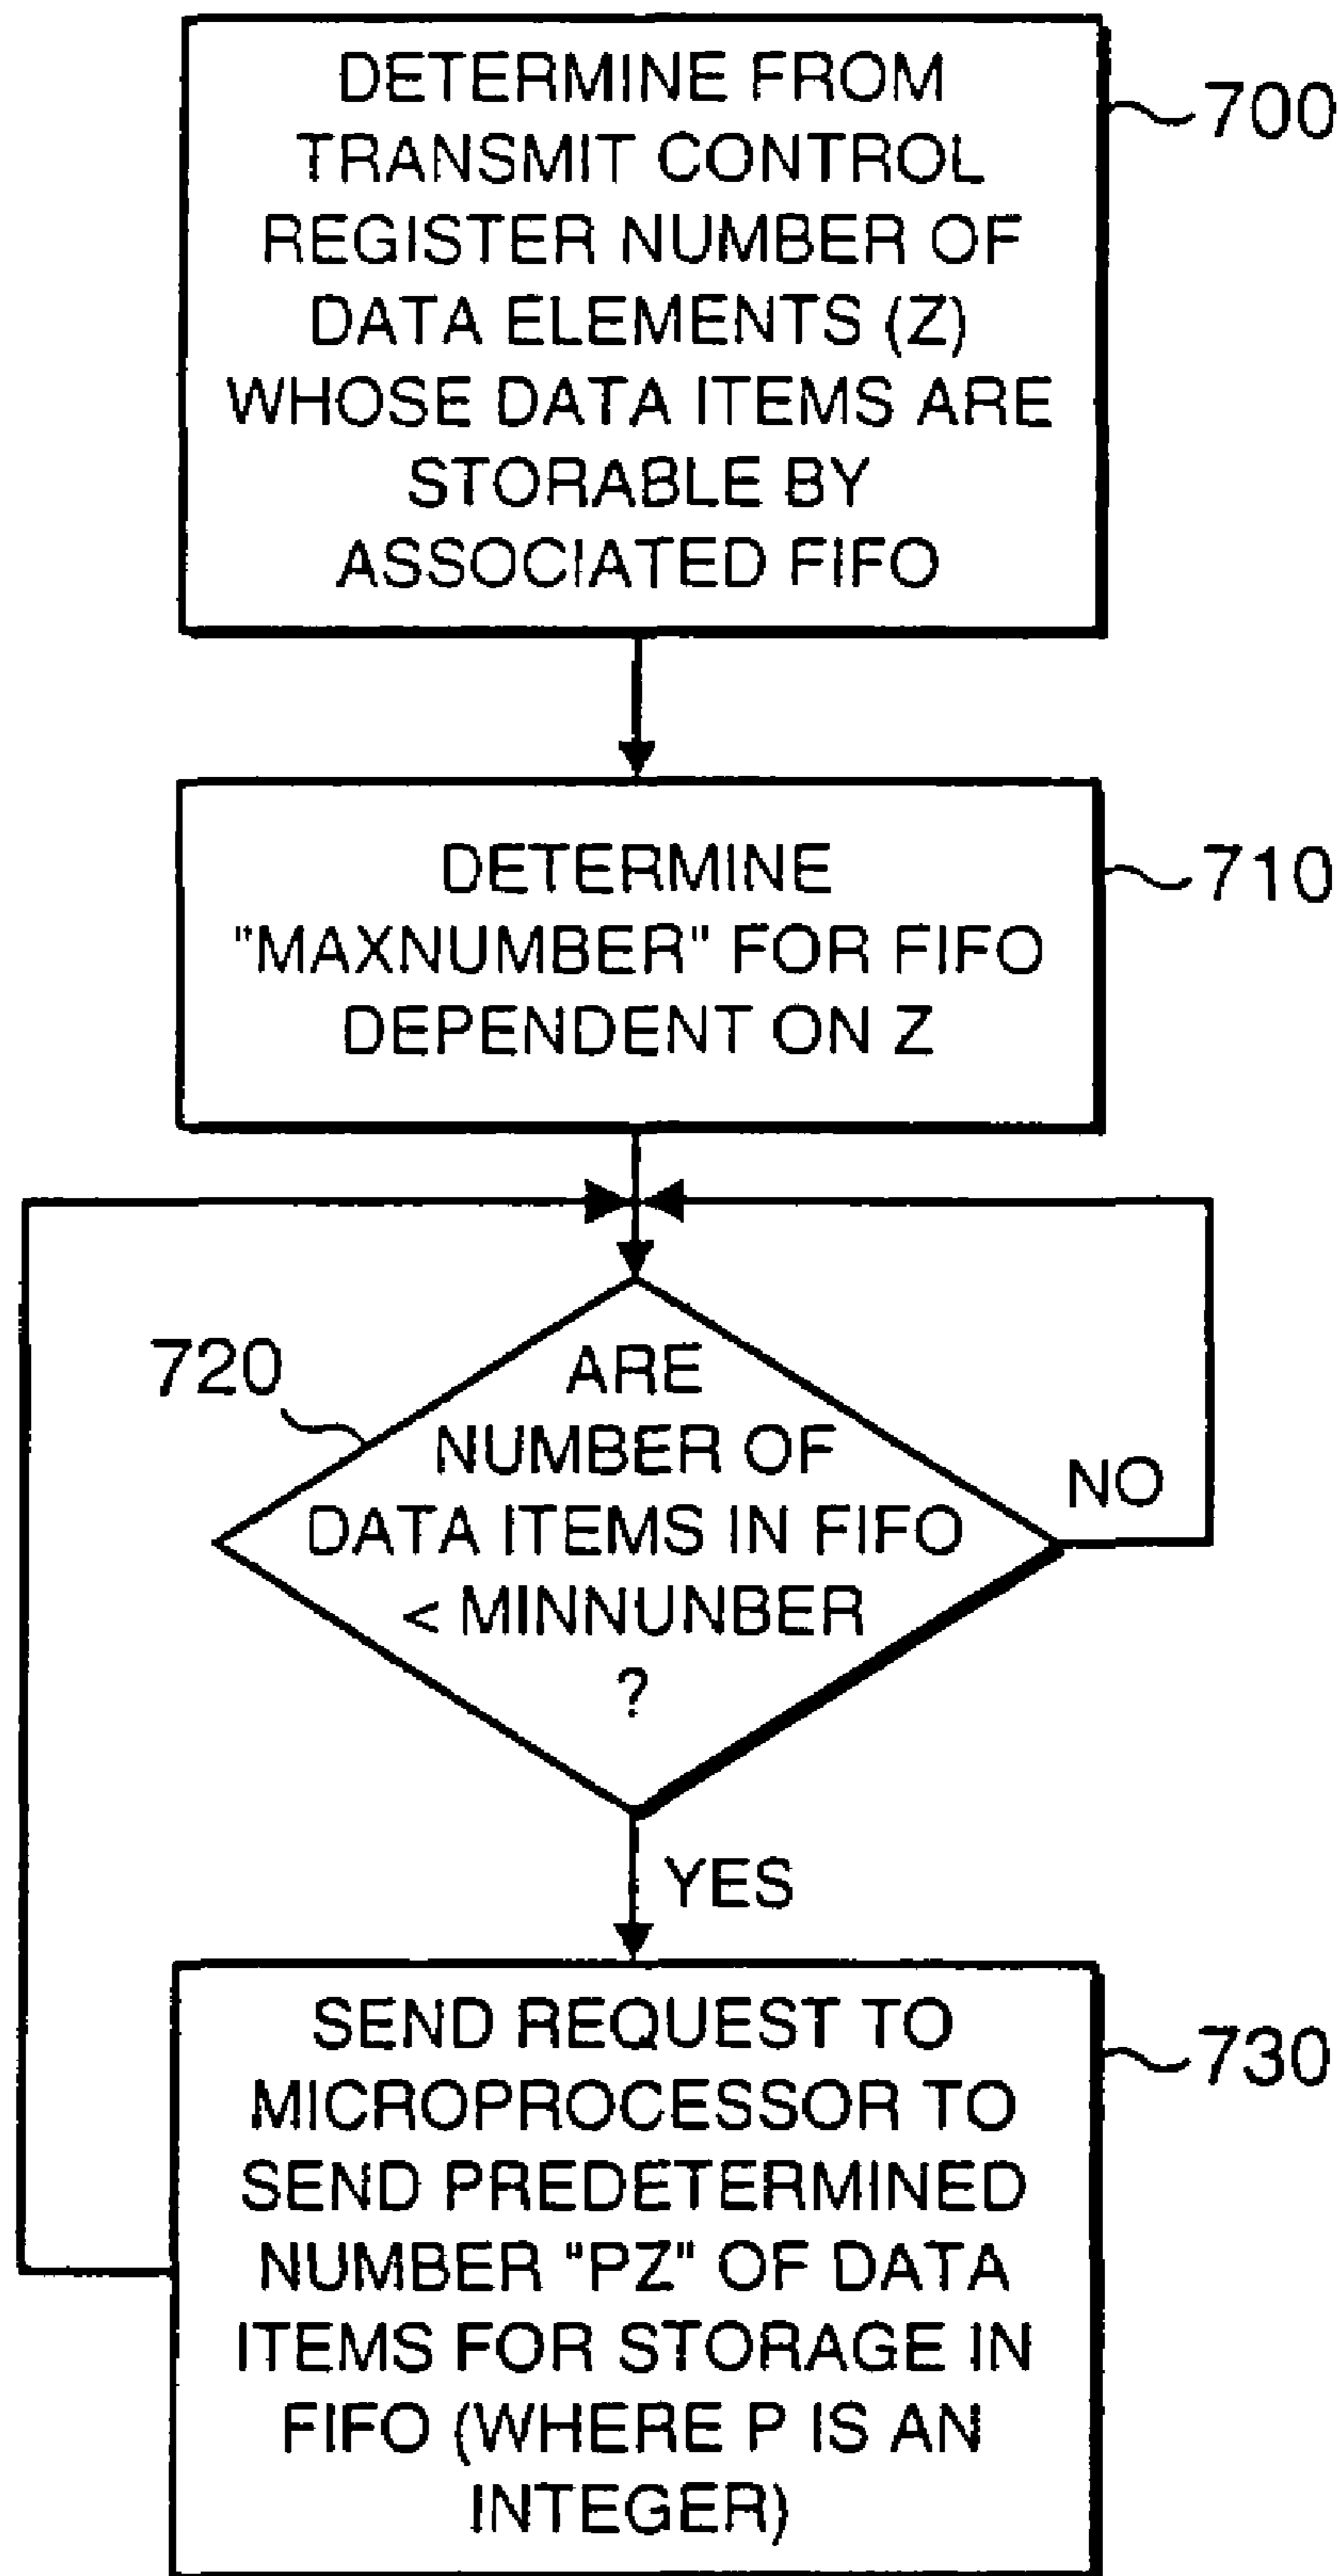 DETERMINE FROM
TRANSMIT CONTROL
REGISTER NUMBER OF
DATA ELEMENTS (Z)
WHOSE DATA ITEMS ARE
STORABLE BY
ASSOCIATED FIFO
700
DETERMINE
"MAXNUMBER" FOR FIFO
DEPENDENT ON Z
710
720
ARE
NUMBER OF
DATA ITEMS IN FIFO
< MINNUNBER
?
NO
YES
SEND REQUEST TO
MICROPROCESSOR TO
SEND PREDETERMINED
NUMBER "PZ" OF DATA
ITEMS FOR STORAGE IN
FIFO (WHERE P IS AN
INTEGER)
730